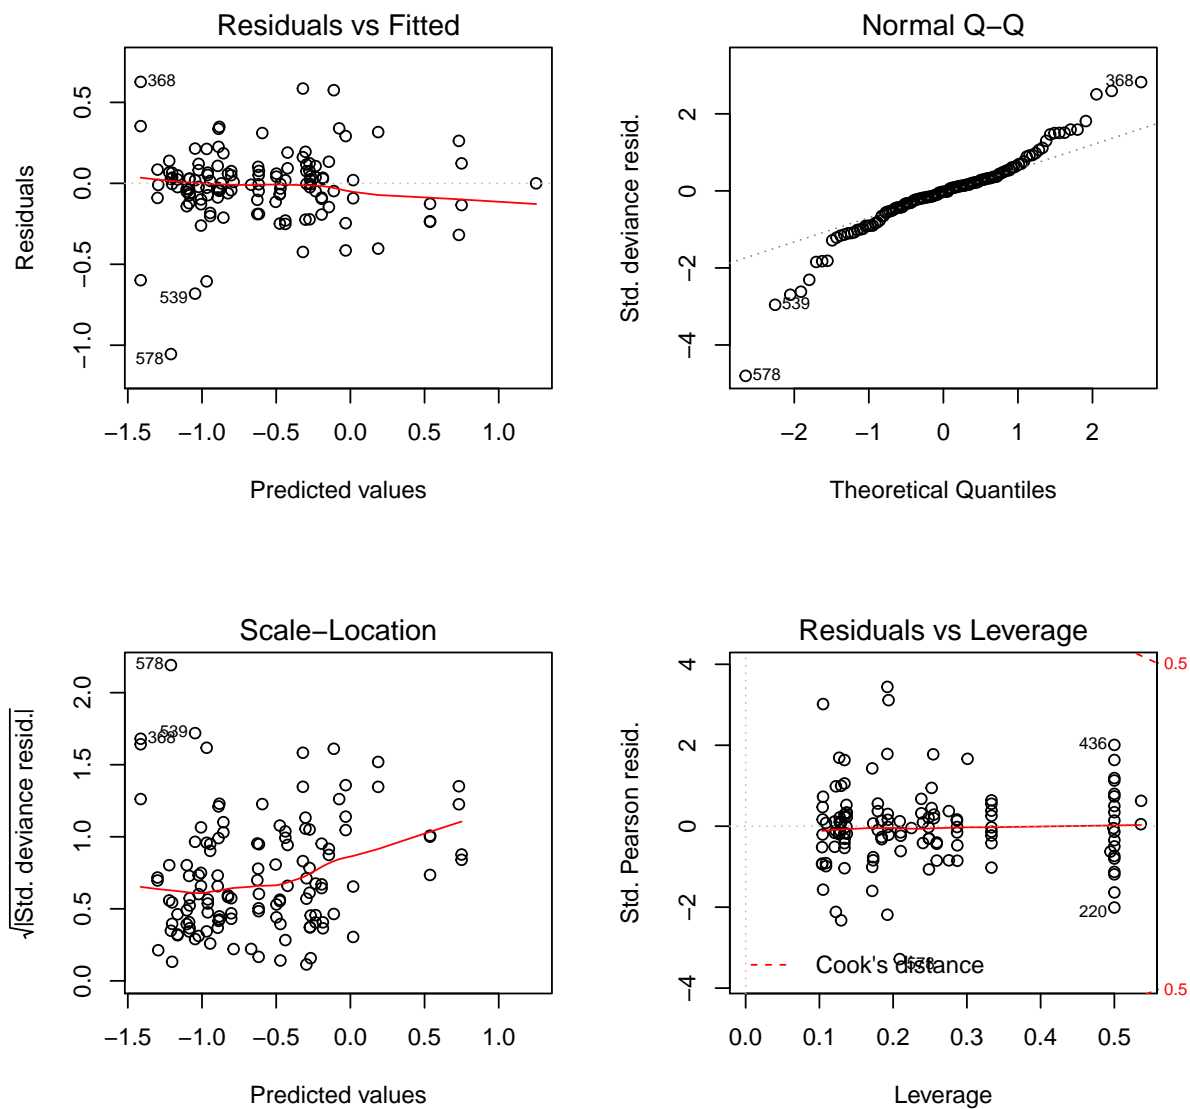 Residuals vs Fitted
Residuals
0.5
0.0
−0.5
−1.0
368
539
578
−1.5 −1.0 −0.5 0.0 0.5 1.0
Predicted values
Normal Q−Q
Std. deviance resid.
2
0
−2
−4
368
539
578
−2 −1 0 1 2
Theoretical Quantiles
Scale−Location
√|Std. deviance resid.|
2.0
1.5
1.0
0.5
0.0
578
539
368
−1.5 −1.0 −0.5 0.0 0.5 1.0
Predicted values
Residuals vs Leverage
Std. Pearson resid.
4
2
0
−2
−4
0.5
436
220
578
Cook's distance
0.5
0.0 0.1 0.2 0.3 0.4 0.5
Leverage